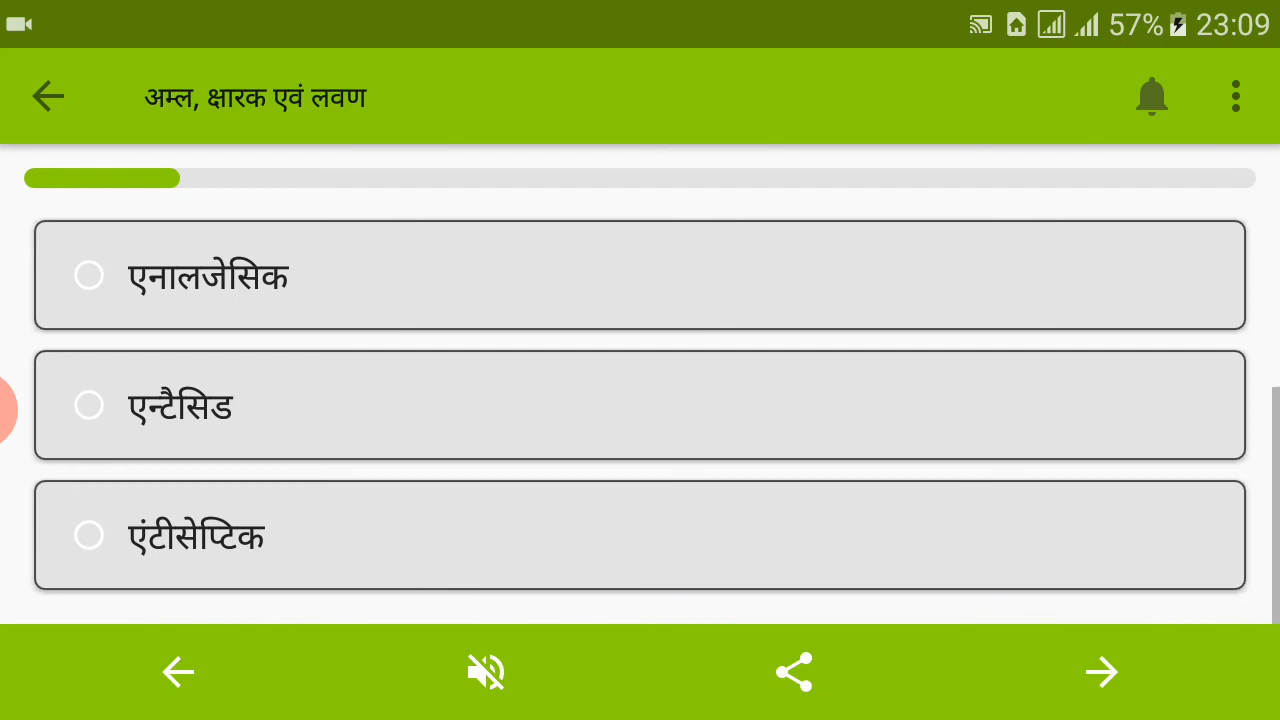 57% 23:09
अम्ल, क्षारक एवं लवण
एनालजेसिक
एन्टैसिड
एंटीसेप्टिक